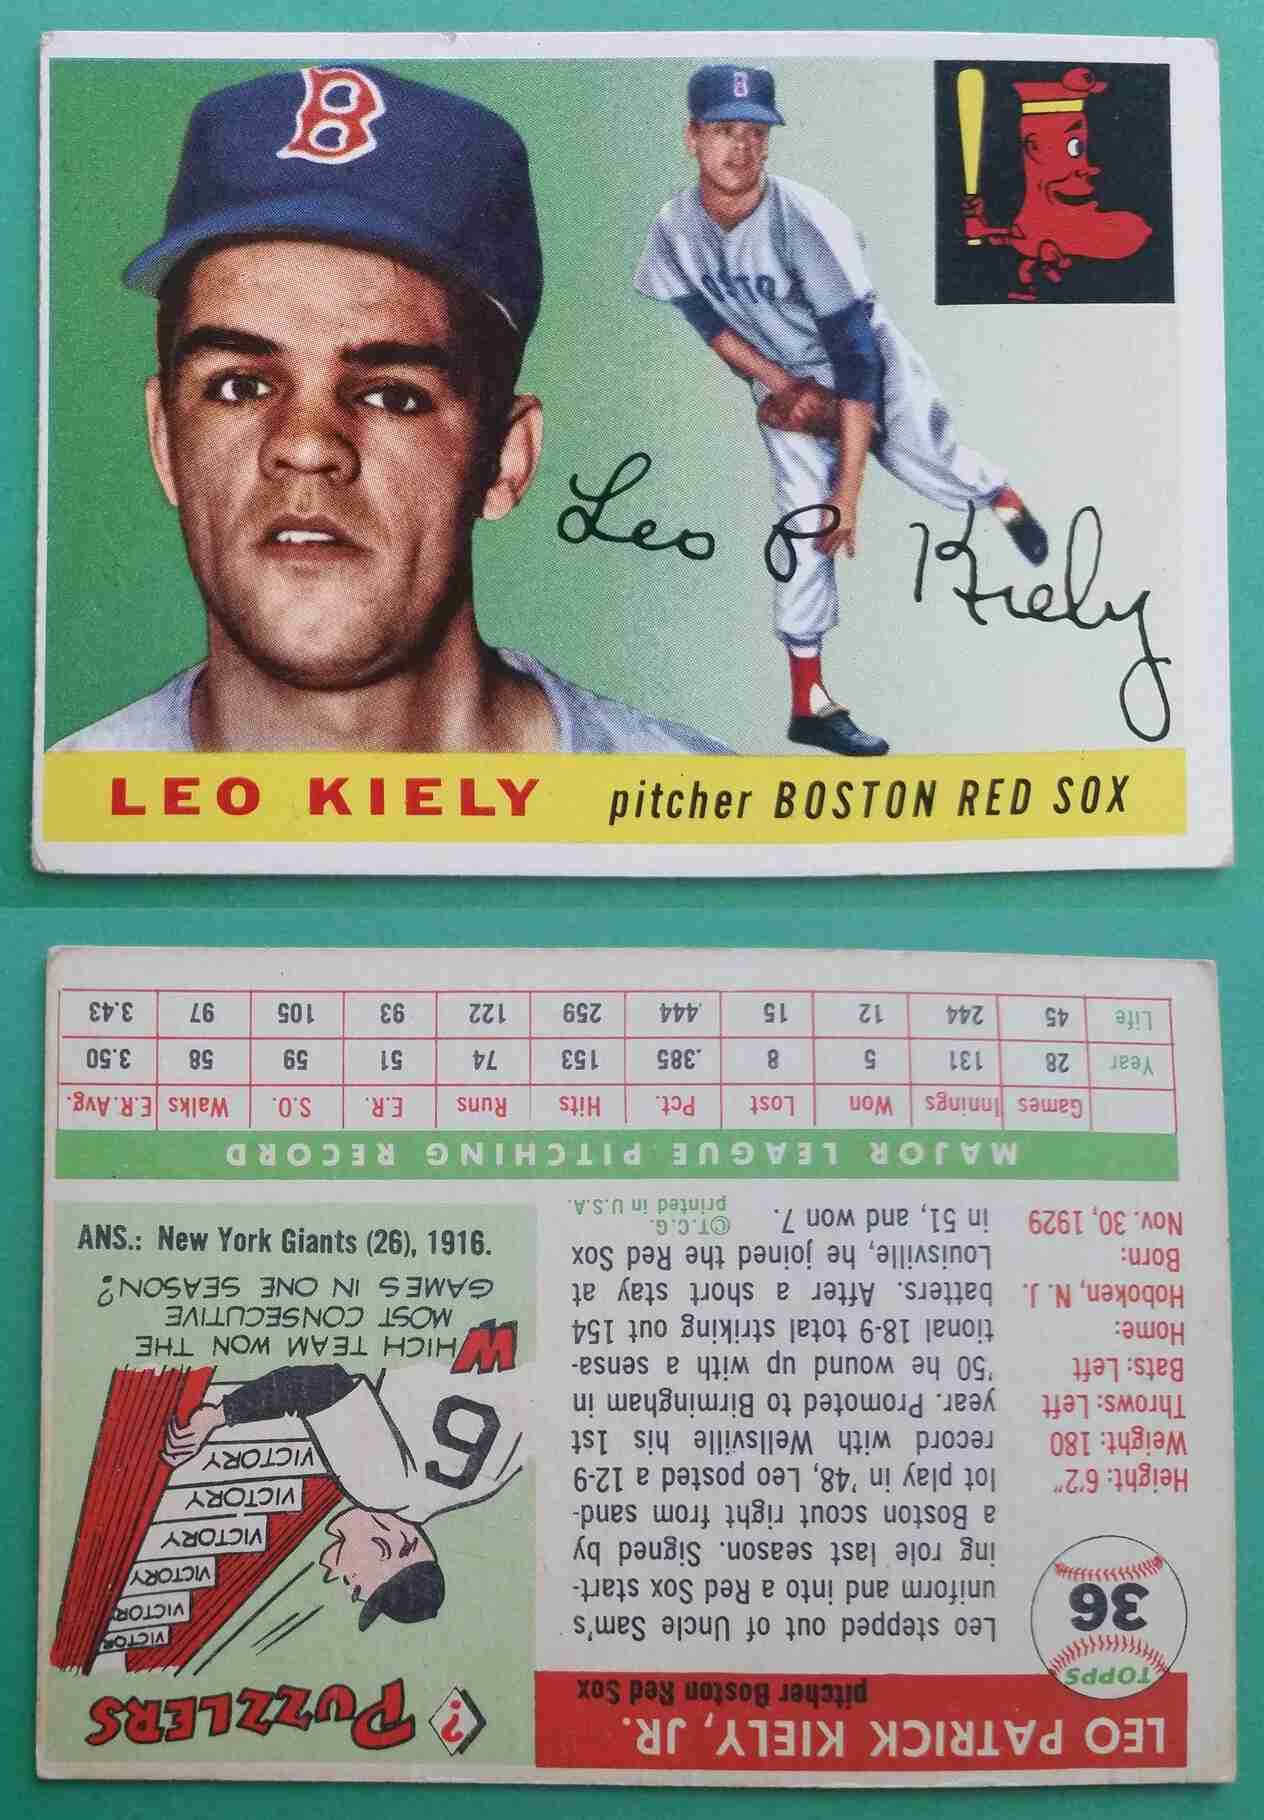 B
B
OSTO
Leo P Kiely
LEO KIELY pitcher BOSTON RED SOX
TOPPS
36
LEO PATRICK KIELY, JR.
pitcher Boston Red Sox
Height: 6'2"
Weight: 180
Throws: Left
Bats: Left
Home:
Hoboken, N. J.
Born:
Nov. 30, 1929
Leo stepped out of Uncle Sam's
uniform and into a Red Sox start-
ing role last season. Signed by
a Boston scout right from sand-
lot play in '48, Leo posted a 12-9
record with Wellsville his 1st
year. Promoted to Birmingham in
'50 he wound up with a sensa-
tional 18-9 total striking out 154
batters. After a short stay at
Louisville, he joined the Red Sox
in 51, and won 7.
©T.C.G.
printed in U.S.A.
? PUZZLERS
VICTORY
VICTORY
VICTORY
VICTORY
VICTORY
VICTORY
6
WHICH TEAM WON THE
MOST CONSECUTIVE
GAMES IN ONE SEASON?
ANS.: New York Giants (26), 1916.
MAJOR LEAGUE PITCHING RECORD
Games Innings Won Lost Pct. Hits Runs E.R. S.O. Walks E.R.Avg.
Year 28 131 5 8 .385 153 74 51 59 58 3.50
Life 45 244 12 15 .444 259 122 93 105 97 3.43